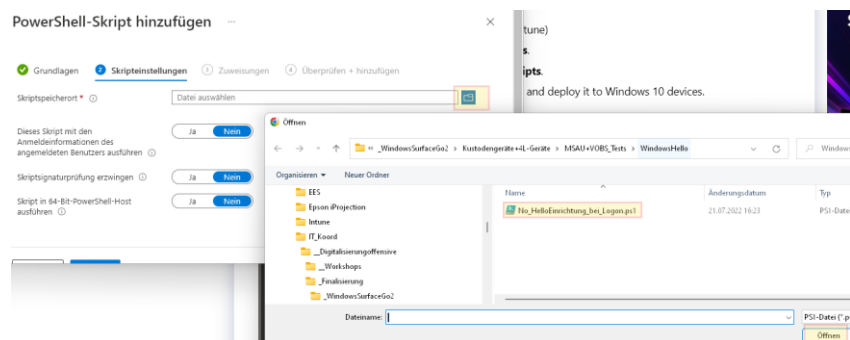 PowerShell-Skript hinzufügen ...
Grundlagen 2 Skripteinstellungen 3 Zuweisungen 4 Überprüfen + hinzufügen
Skriptspeicherort *
Datei auswählen
Dieses Skript mit den
Anmeldeinformationen des
angemeldeten Benutzers ausführen
Ja Nein
Skriptsignaturprüfung erzwingen
Ja Nein
Skript in 64-Bit-PowerShell-Host
ausführen
Ja Nein
tune)
s.
ipts.
and deploy it to Windows 10 devices.
Öffnen
« _WindowsSurfaceGo2 › Kustodengeräte+4L-Geräte › MSAU+VOBS_Tests › WindowsHello
Window
Organisieren Neuer Ordner
EES
Epson iProjection
Intune
IT_Koord
__Digitalisierungoffensive
__Workshops
_Finalisierung
_WindowsSurfaceGo2
Name Änderungsdatum Typ
No_HelloEinrichtung_bei_Logon.ps1 21.07.2022 16:23 PS1-Date
Dateiname:
PS1-Datei (*.p
Öffnen